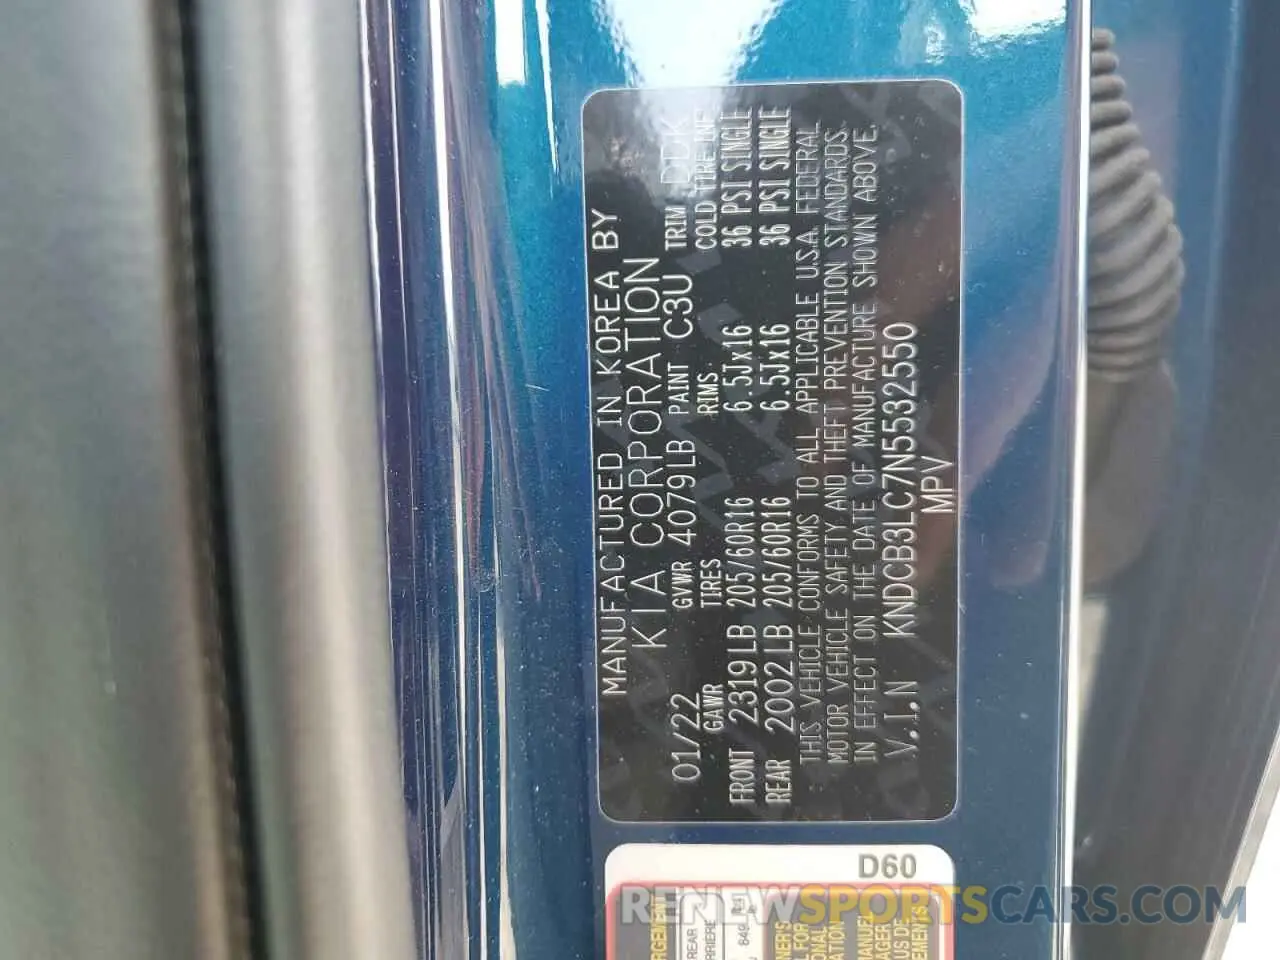 MANUFACTURED IN KOREA BY
KIA CORPORATION
01/22 GVWR 4079LB PAINT C3U TRIM
GAWR TIRES RIMS COLD TIRE INF
FRONT 2319LB 205/60R16 6.5Jx16 36 PSI SINGLE
REAR 2002LB 205/60R16 6.5Jx16 36 PSI SINGLE
THIS VEHICLE CONFORMS TO ALL APPLICABLE U.S.A. FEDERAL
MOTOR VEHICLE SAFETY AND THEFT PREVENTION STANDARDS
IN EFFECT ON THE DATE OF MANUFACTURE SHOWN ABOVE.
V.I.N KNDCB3LC7N5532550
MPV
D60
RENEWSPORTSCARS.COM